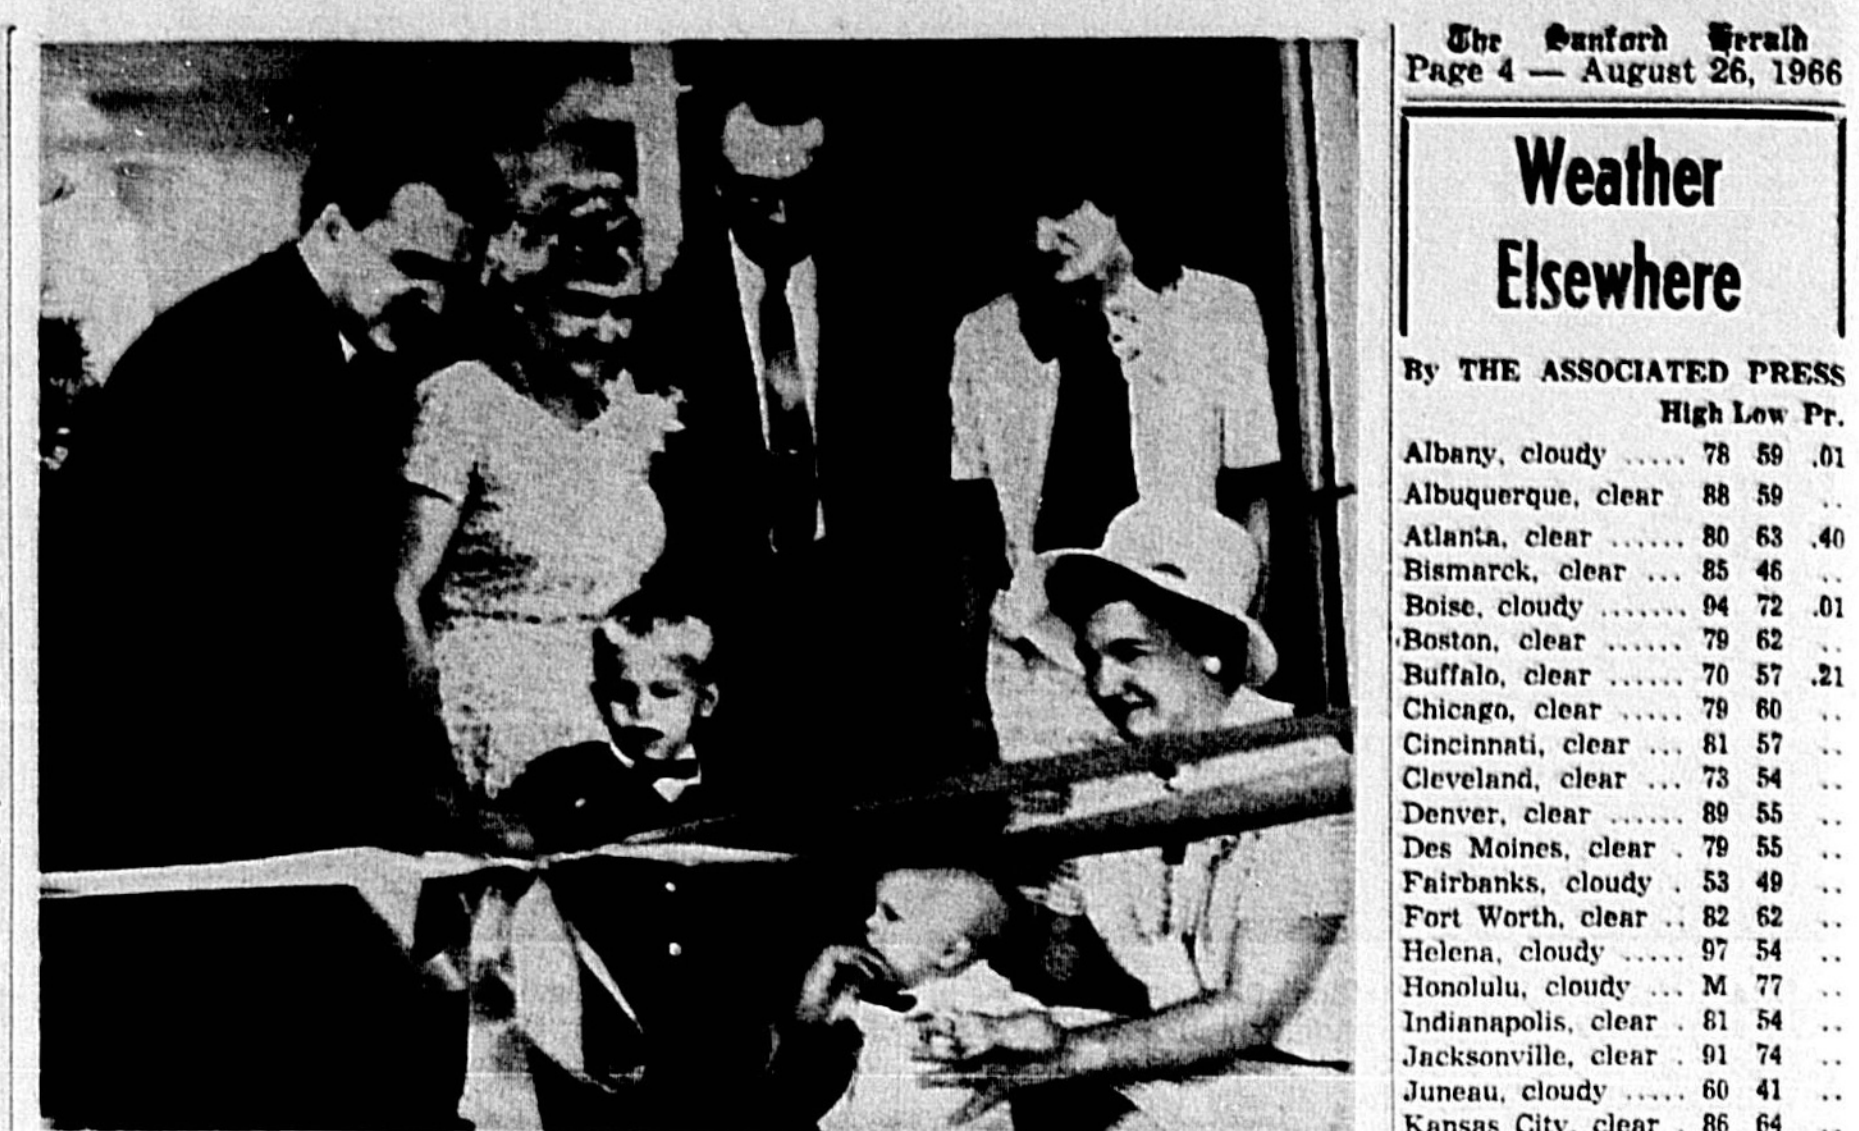 The Sanford Herald
Page 4 — August 26, 1966
Weather
Elsewhere
By THE ASSOCIATED PRESS
High Low Pr.
Albany, cloudy ..... 78 59 .01
Albuquerque, clear 88 59 ..
Atlanta, clear ...... 80 63 .40
Bismarck, clear ... 85 46 ..
Boise, cloudy ....... 94 72 .01
Boston, clear ...... 79 62 ..
Buffalo, clear ...... 70 57 .21
Chicago, clear ..... 79 60 ..
Cincinnati, clear ... 81 57 ..
Cleveland, clear ... 73 54 ..
Denver, clear ...... 89 55 ..
Des Moines, clear . 79 55 ..
Fairbanks, cloudy . 53 49 ..
Fort Worth, clear .. 82 62 ..
Helena, cloudy ..... 97 54 ..
Honolulu, cloudy ... M 77 ..
Indianapolis, clear . 81 54 ..
Jacksonville, clear . 91 74 ..
Juneau, cloudy ..... 60 41 ..
Kansas City, clear . 86 64 ..